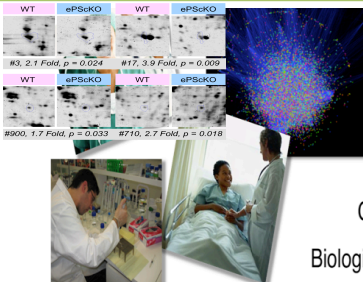 WT ePScKO WT ePScKO
#3, 2.1 Fold, p = 0.024 #17, 3.9 Fold, p = 0.009
WT ePScKO WT ePScKO
#900, 1.7 Fold, p = 0.033 #710, 2.7 Fold, p = 0.018
Biolog